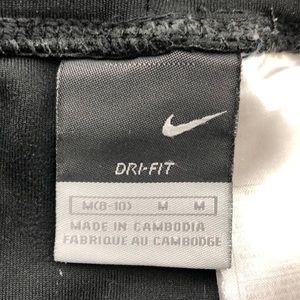 DRI-FIT
M(8-10) M M
MADE IN CAMBODIA
FABRIQUE AU CAMBODGE